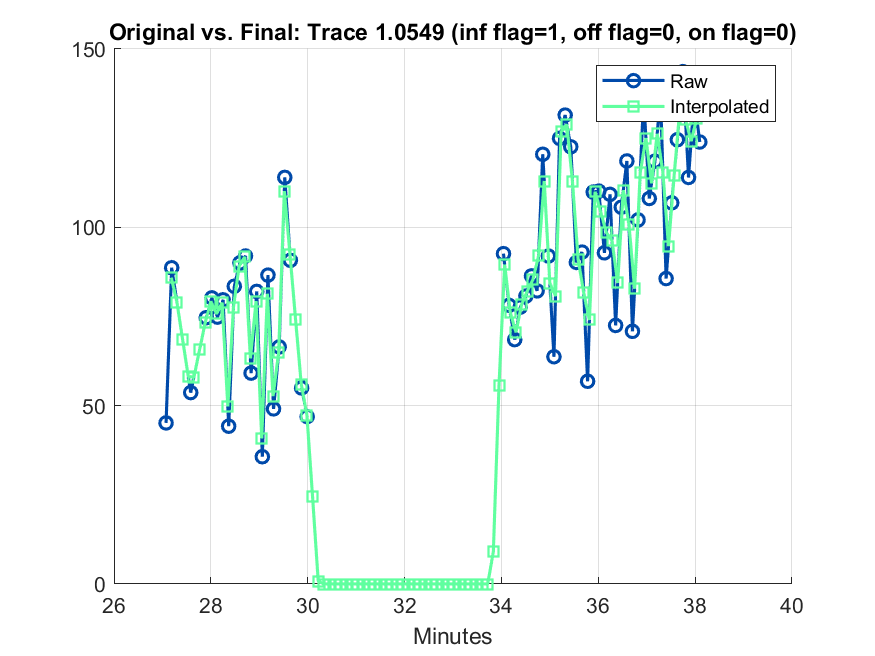 Original vs. Final: Trace 1.0549 (inf flag=1, off flag=0, on flag=0)
150
100
50
0
Raw
Interpolated
26 28 30 32 34 36 38 40
Minutes